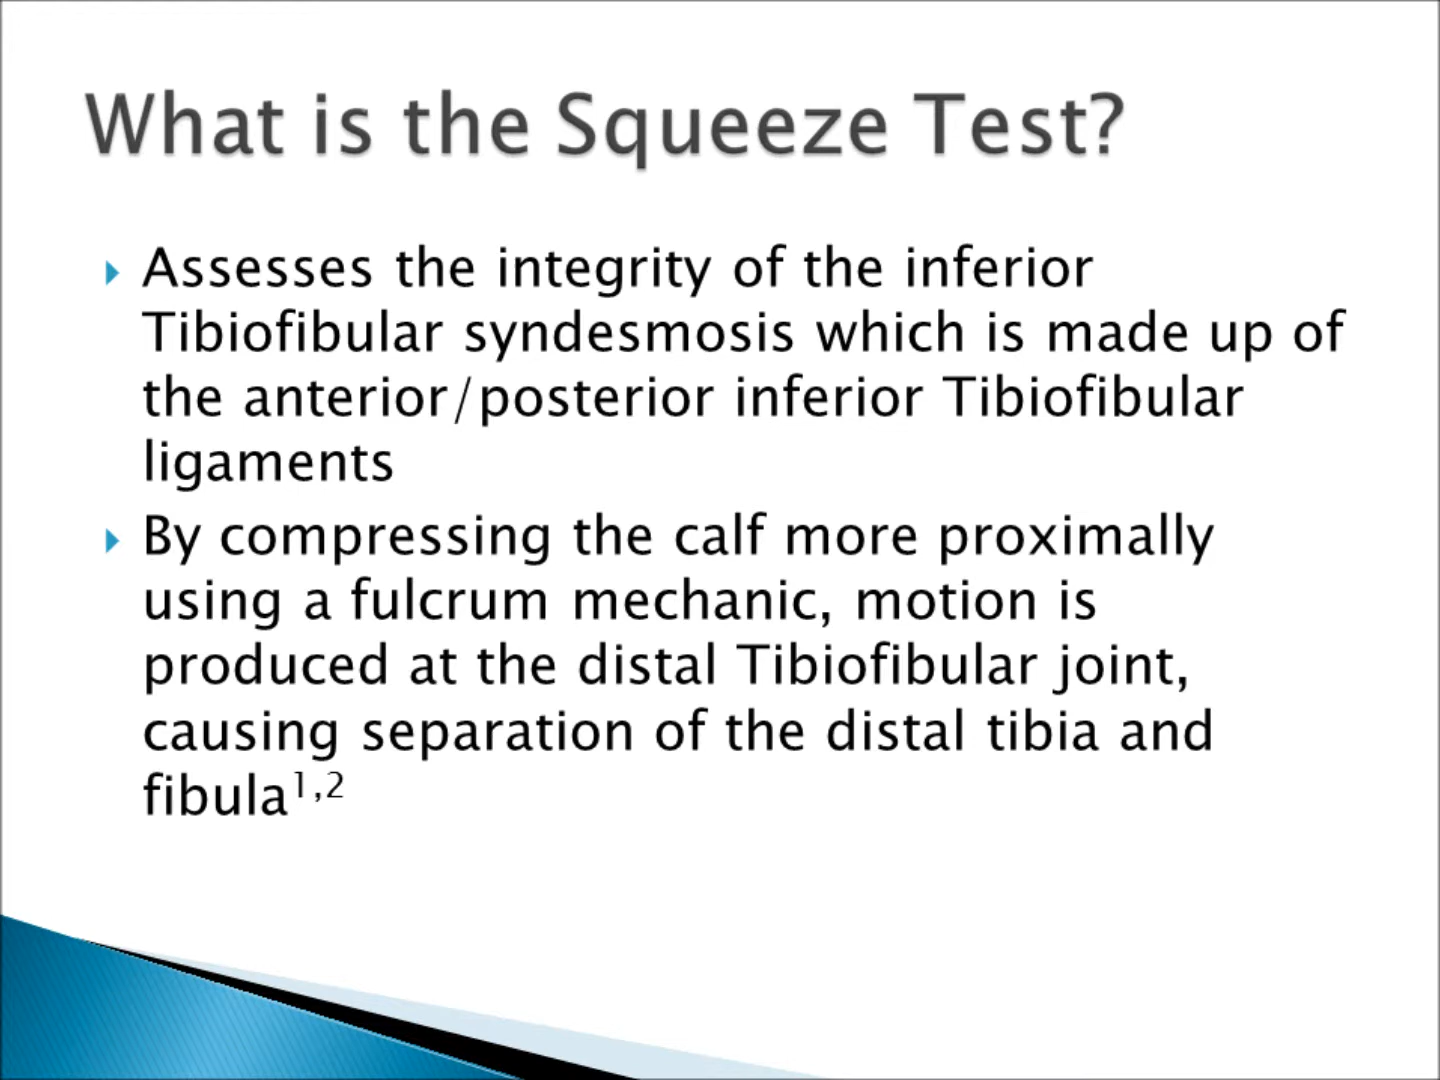 What is the Squeeze Test?
Assesses the integrity of the inferior
Tibiofibular syndesmosis which is made up of
the anterior/posterior inferior Tibiofibular
ligaments
By compressing the calf more proximally
using a fulcrum mechanic, motion is
produced at the distal Tibiofibular joint,
causing separation of the distal tibia and
fibula1,2